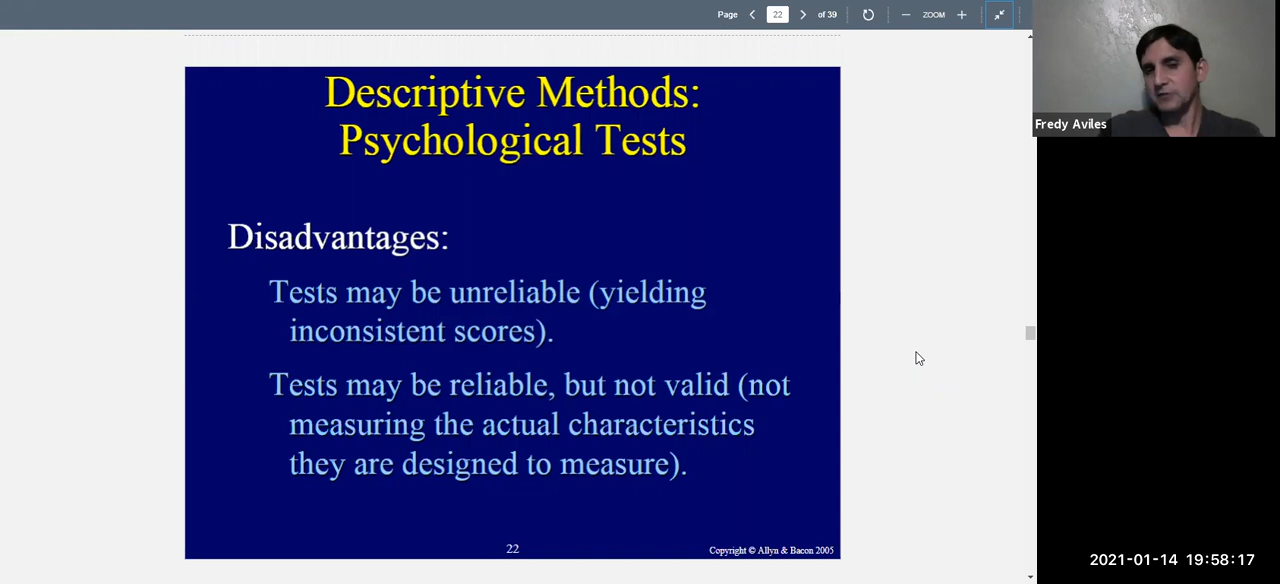 Page 22 of 39 ZOOM
Fredy Aviles
Descriptive Methods:
Psychological Tests
Disadvantages:
Tests may be unreliable (yielding
inconsistent scores).
Tests may be reliable, but not valid (not
measuring the actual characteristics
they are designed to measure).
22
Copyright © Allyn & Bacon 2005
2021-01-14 19:58:17